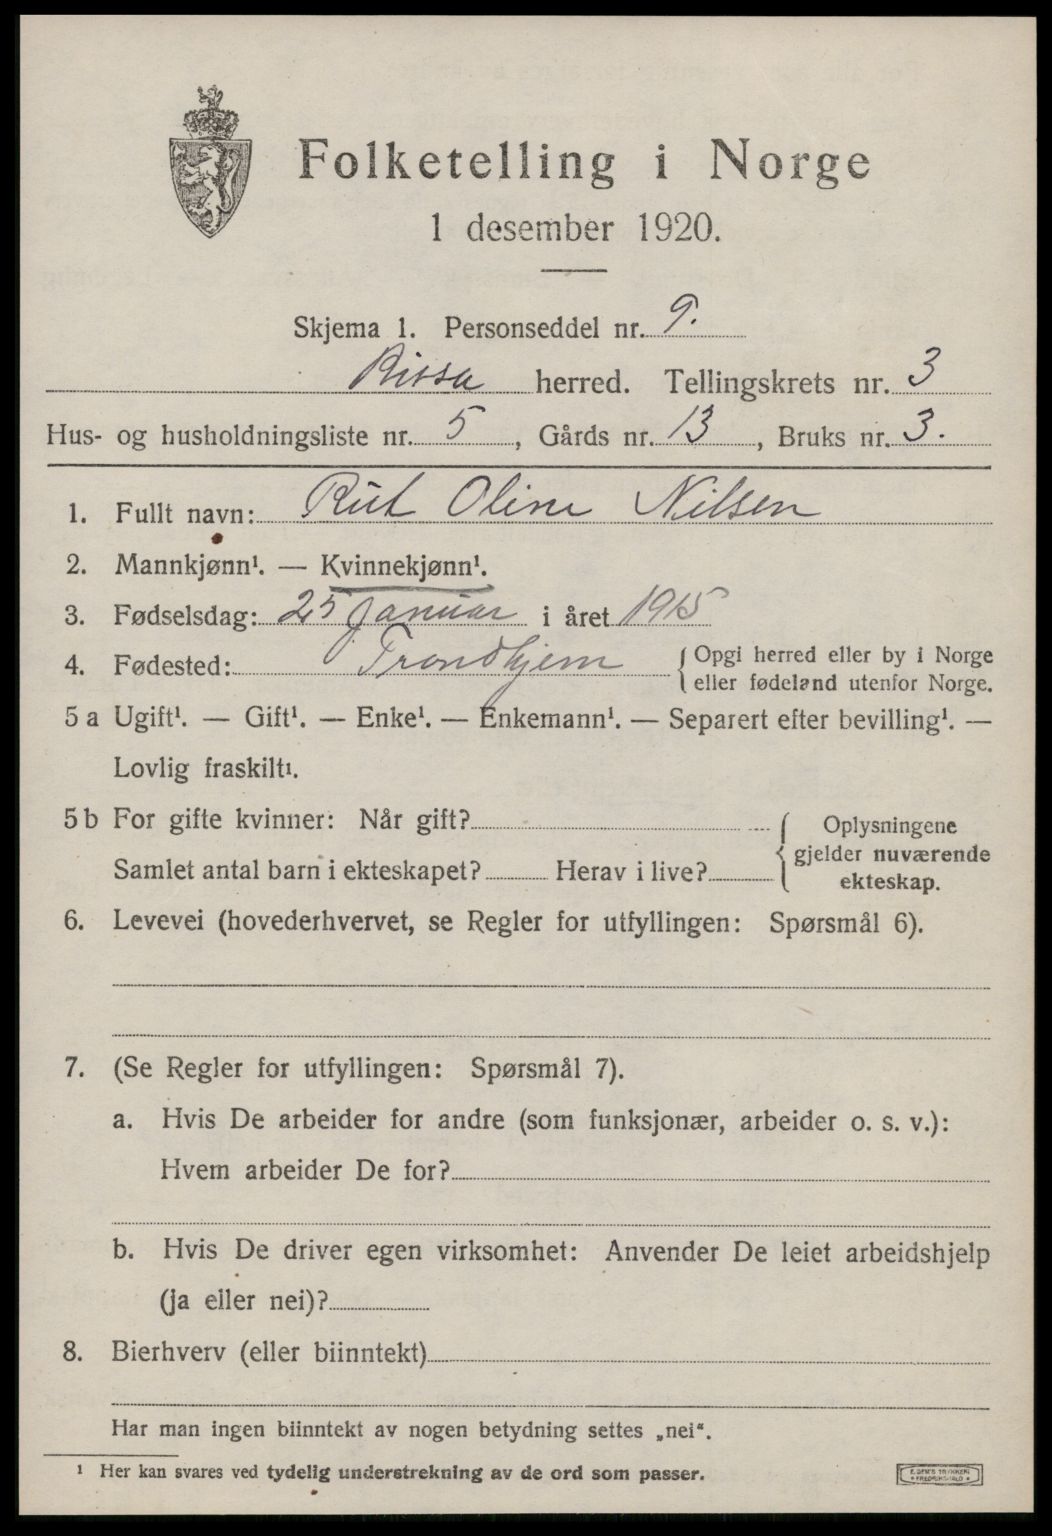 Folketelling i Norge
1 desember 1920.
Skjema 1. Personseddel nr. 9.
Rissa herred. Tellingskrets nr. 3
Hus- og husholdningsliste nr. 5, Gårds nr. 13, Bruks nr. 3.
1. Fullt navn: Rut Oline Nilsen
2. Mannkjønn¹. — Kvinnekjønn¹.
3. Fødselsdag: 25 januar i året 1915
4. Fødested: Trondhjem { Opgi herred eller by i Norge
eller fødeland utenfor Norge.
5 a Ugift¹. — Gift¹. — Enke¹. — Enkemann¹. — Separert efter bevilling¹. —
Lovlig fraskilt¹.
5 b For gifte kvinner: Når gift? { Oplysningene
gjelder nuværende
Samlet antal barn i ekteskapet? Herav i live?
ekteskap.
6. Levevei (hovederhvervet, se Regler for utfyllingen: Spørsmål 6).
7. (Se Regler for utfyllingen: Spørsmål 7).
a. Hvis De arbeider for andre (som funksjonær, arbeider o. s. v.):
Hvem arbeider De for?
b. Hvis De driver egen virksomhet: Anvender De leiet arbeidshjelp
(ja eller nei)?
8. Bierhverv (eller biinntekt)
Har man ingen biinntekt av nogen betydning settes „nei“.
¹ Her kan svares ved tydelig understrekning av de ord som passer.